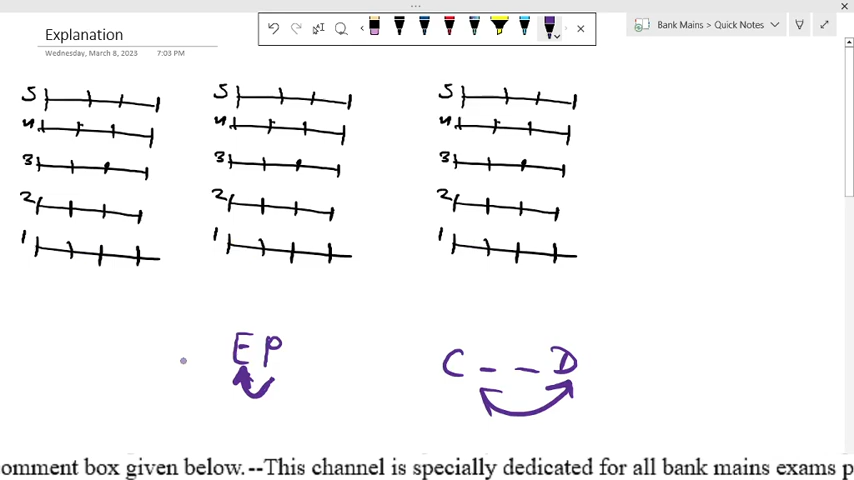 Bank Mains > Quick Notes
Explanation
Wednesday, March 8, 2023 7:03 PM
5 5 5
4 4 4
3 3 3
2 2 2
1 1 1
E P C _ _ D
omment box given below.--This channel is specially dedicated for all bank mains exams p